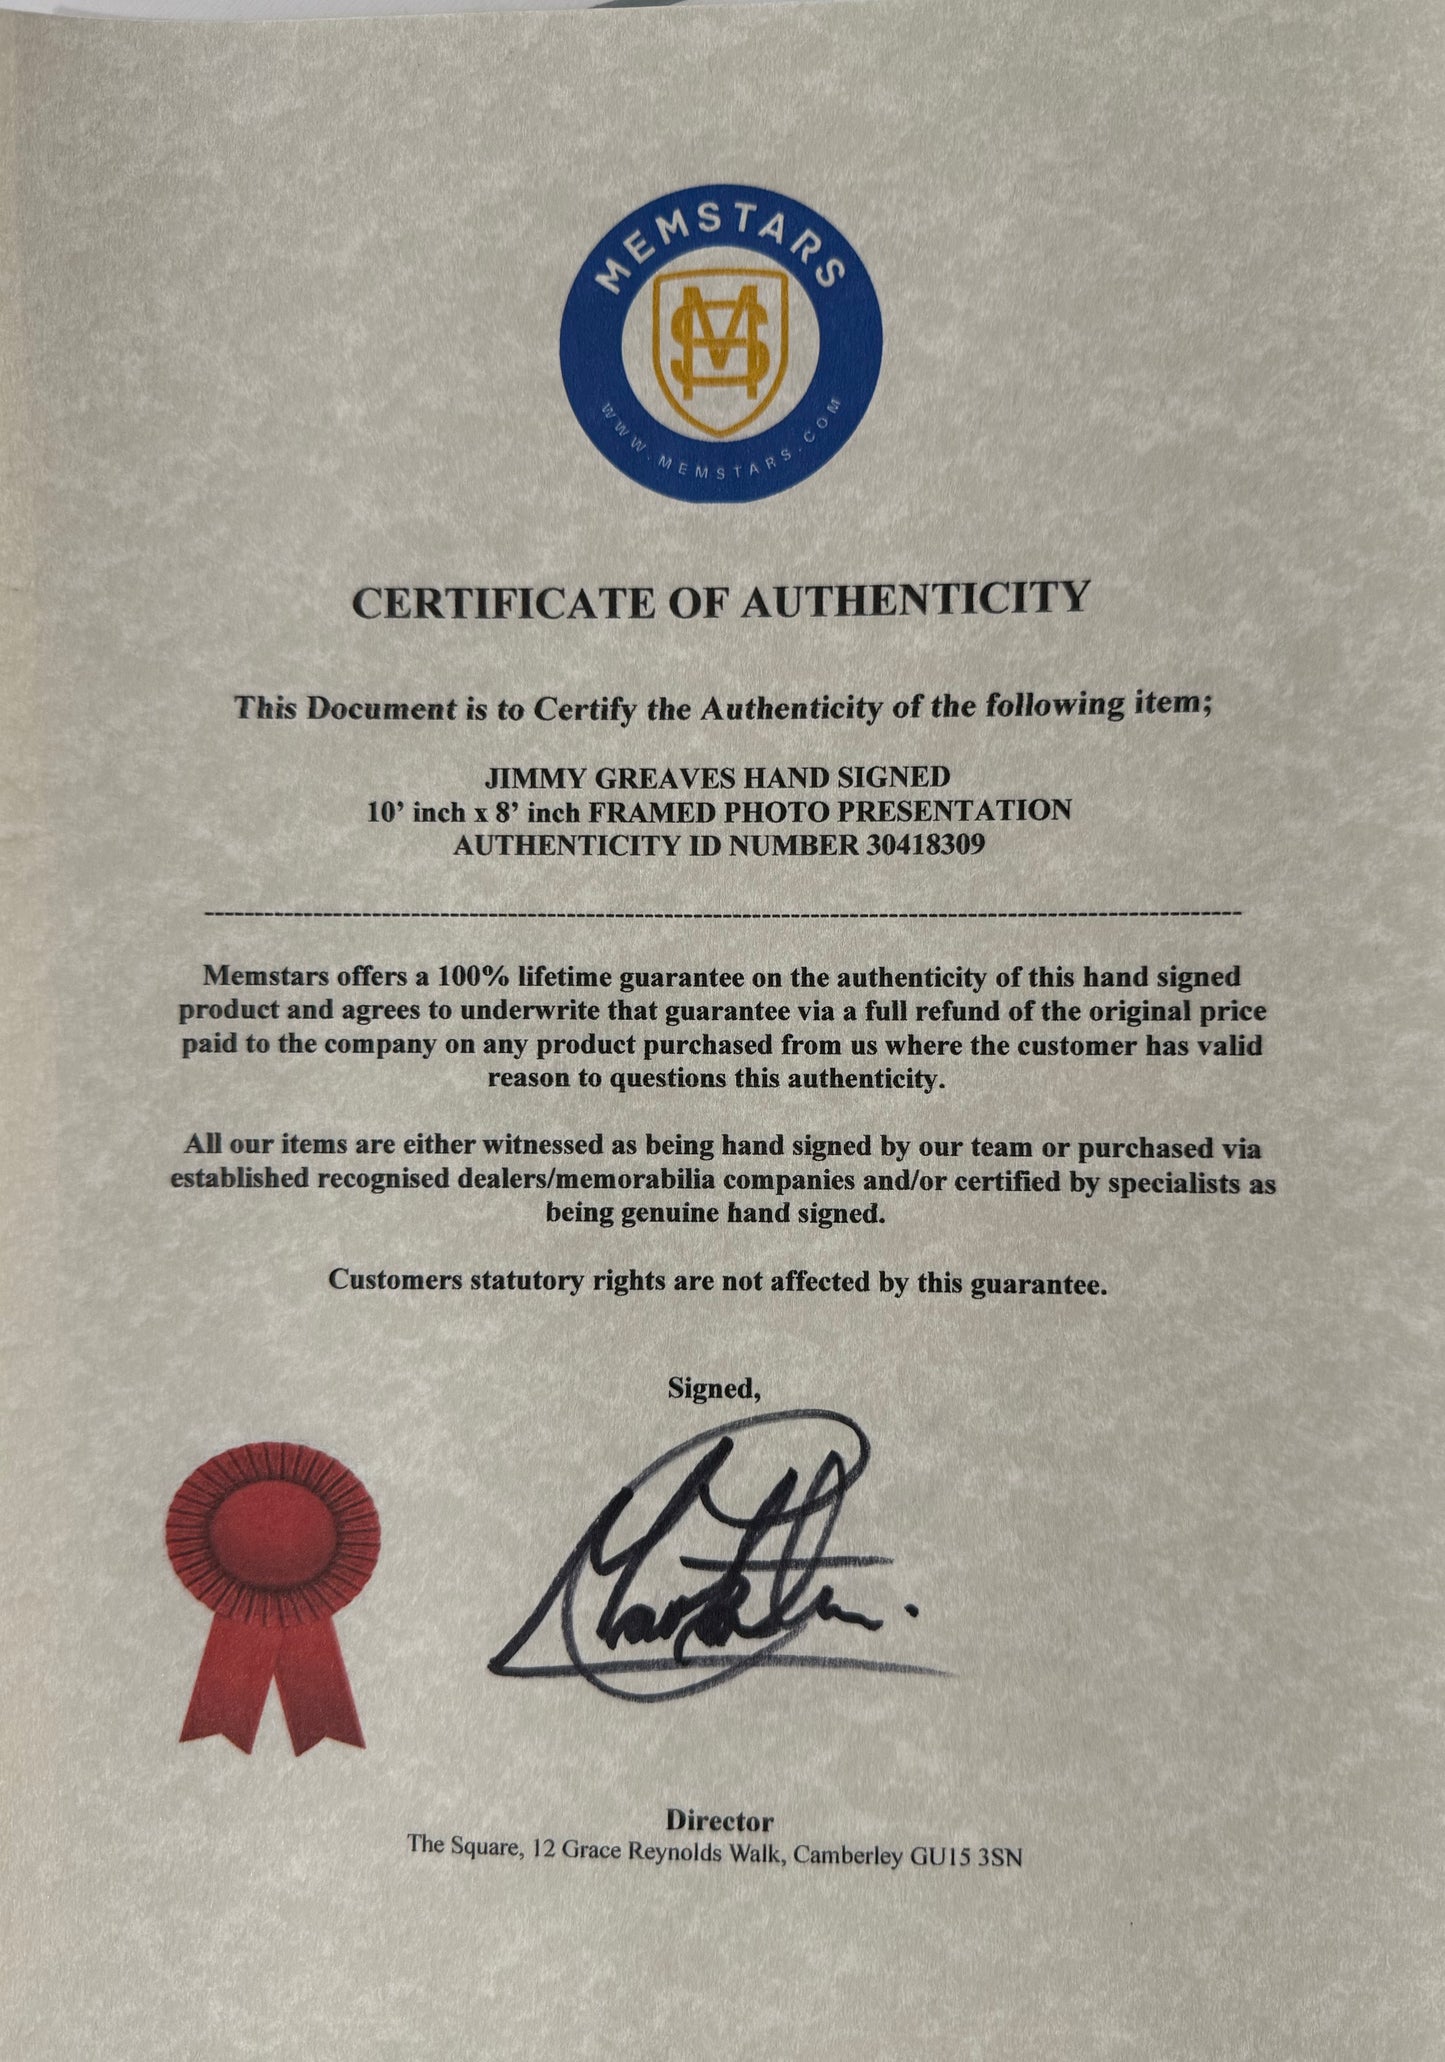 MEMSTARS
WWW.MEMSTARS.COM
CERTIFICATE OF AUTHENTICITY
This Document is to Certify the Authenticity of the following item;
JIMMY GREAVES HAND SIGNED
10’ inch x 8’ inch FRAMED PHOTO PRESENTATION
AUTHENTICITY ID NUMBER 30418309
Memstars offers a 100% lifetime guarantee on the authenticity of this hand signed
product and agrees to underwrite that guarantee via a full refund of the original price
paid to the company on any product purchased from us where the customer has valid
reason to questions this authenticity.
All our items are either witnessed as being hand signed by our team or purchased via
established recognised dealers/memorabilia companies and/or certified by specialists as
being genuine hand signed.
Customers statutory rights are not affected by this guarantee.
Signed,
Director
The Square, 12 Grace Reynolds Walk, Camberley GU15 3SN